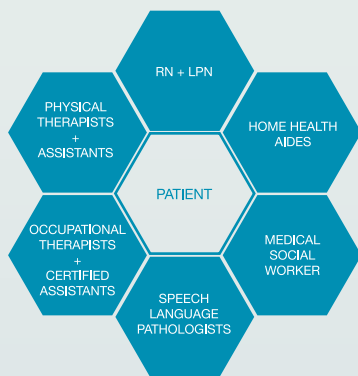 RN + LPN
PHYSICAL
THERAPISTS
+
ASSISTANTS
HOME HEALTH
AIDES
PATIENT
OCCUPATIONAL
THERAPISTS
+
CERTIFIED
ASSISTANTS
MEDICAL
SOCIAL
WORKER
SPEECH
LANGUAGE
PATHOLOGISTS